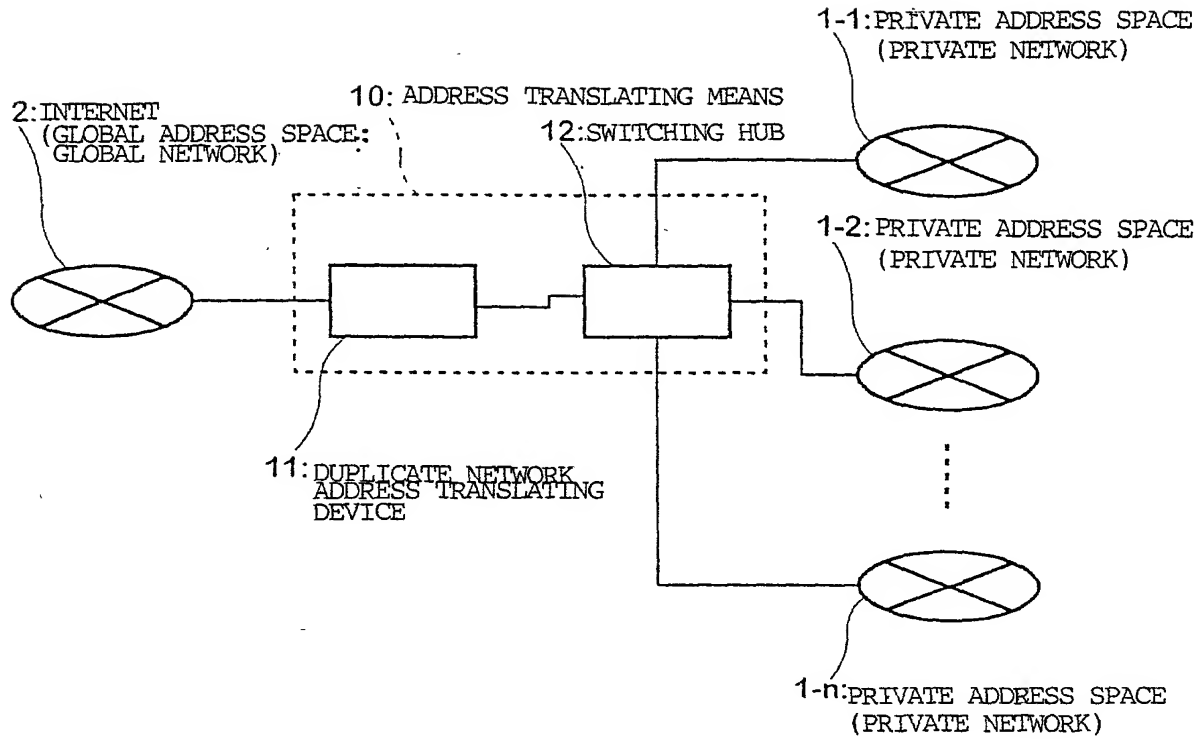 1-1: PRIVATE ADDRESS SPACE
(PRIVATE NETWORK)
2: INTERNET
(GLOBAL ADDRESS SPACE:
GLOBAL NETWORK)
10: ADDRESS TRANSLATING MEANS
12: SWITCHING HUB
1-2: PRIVATE ADDRESS SPACE
(PRIVATE NETWORK)
11: DUPLICATE NETWORK
ADDRESS TRANSLATING
DEVICE
1-n: PRIVATE ADDRESS SPACE
(PRIVATE NETWORK)